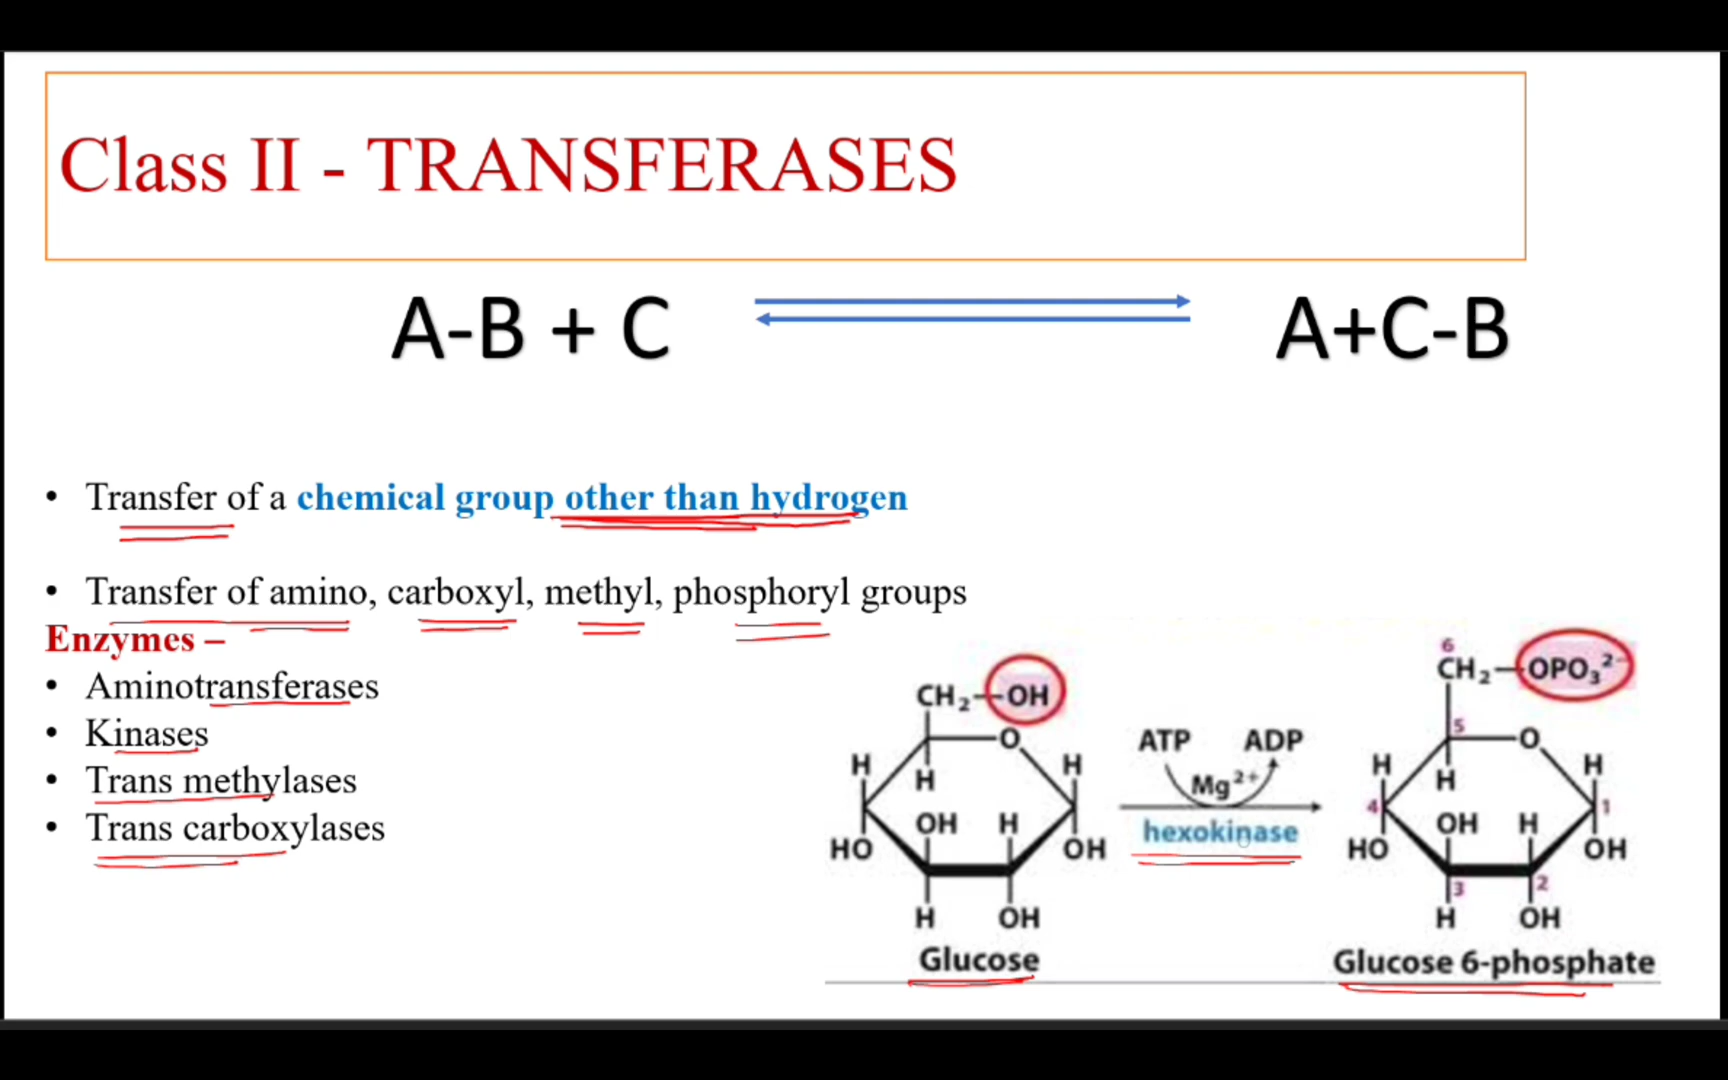 Class II - TRANSFERASES
A-B + C
A+C-B
• Transfer of a chemical group other than hydrogen
• Transfer of amino, carboxyl, methyl, phosphoryl groups
Enzymes –
• Aminotransferases
• Kinases
• Trans methylases
• Trans carboxylases
CH₂—OH
O
H
H
H
OH
H
HO
OH
H
OH
Glucose
ATP
ADP
Mg²⁺
hexokinase
6
CH₂—OPO₃²⁻
5
O
H
H
H
4
1
OH
H
HO
OH
3
2
H
OH
Glucose 6-phosphate